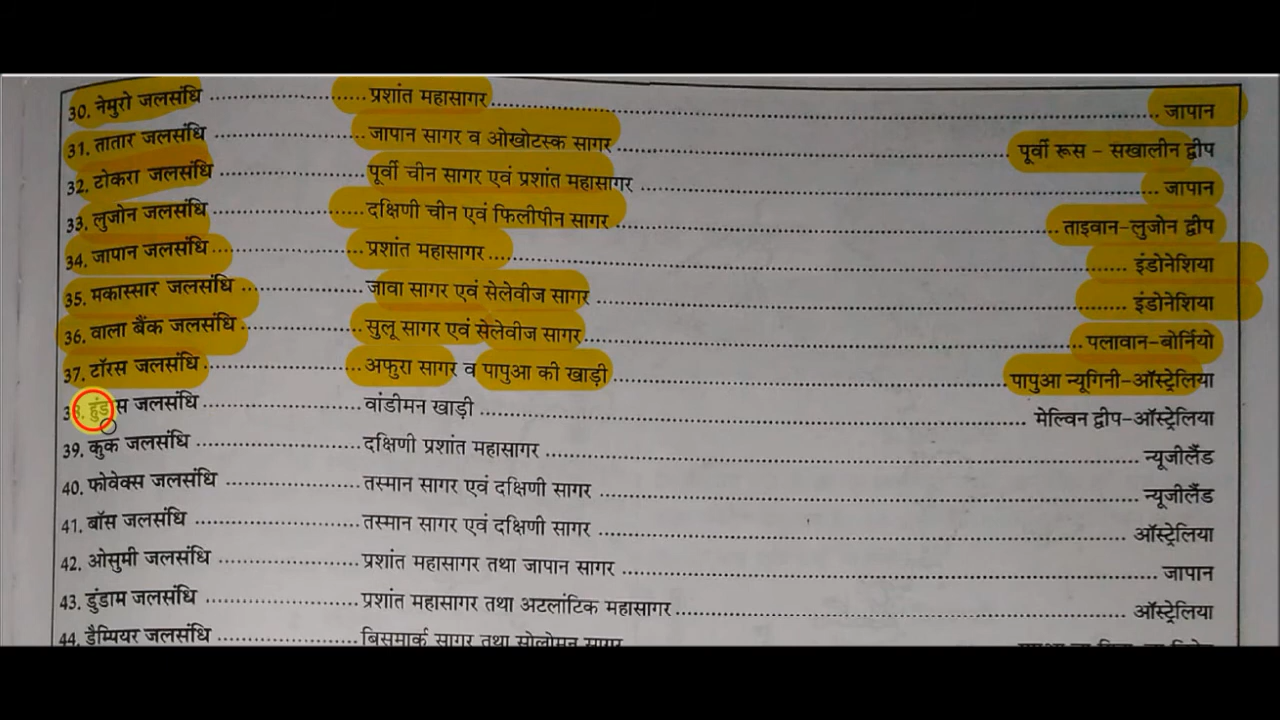 30. नेमुरो जलसंधि ........ प्रशांत महासागर ........ जापान
31. तातार जलसंधि ........ जापान सागर व ओखोटस्क सागर ........ पूर्वी रूस - सखालीन द्वीप
32. टोकरा जलसंधि ........ पूर्वी चीन सागर एवं प्रशांत महासागर ........ जापान
33. लुजोन जलसंधि ........ दक्षिणी चीन एवं फिलीपीन सागर ........ ताइवान-लुजोन द्वीप
34. जापान जलसंधि ........ प्रशांत महासागर ........ इंडोनेशिया
35. मकास्सार जलसंधि ........ जावा सागर एवं सेलेवीज सागर ........ इंडोनेशिया
36. वाला बैंक जलसंधि ........ सुलू सागर एवं सेलेवीज सागर ........ पलावान-बोर्नियो
37. टॉरस जलसंधि ........ अफुरा सागर व पापुआ की खाड़ी ........ पापुआ न्यूगिनी-ऑस्ट्रेलिया
38. हुंडस जलसंधि ........ वांडीमन खाड़ी ........ मेल्विन द्वीप-ऑस्ट्रेलिया
39. कुक जलसंधि ........ दक्षिणी प्रशांत महासागर ........ न्यूजीलैंड
40. फोवेक्स जलसंधि ........ तस्मान सागर एवं दक्षिणी सागर ........ न्यूजीलैंड
41. बॉस जलसंधि ........ तस्मान सागर एवं दक्षिणी सागर ........ ऑस्ट्रेलिया
42. ओसुमी जलसंधि ........ प्रशांत महासागर तथा जापान सागर ........ जापान
43. डुंडाम जलसंधि ........ प्रशांत महासागर तथा अटलांटिक महासागर ........ ऑस्ट्रेलिया
44. डैम्पियर जलसंधि ........ बिसमार्क सागर तथा सोलोमन सागर